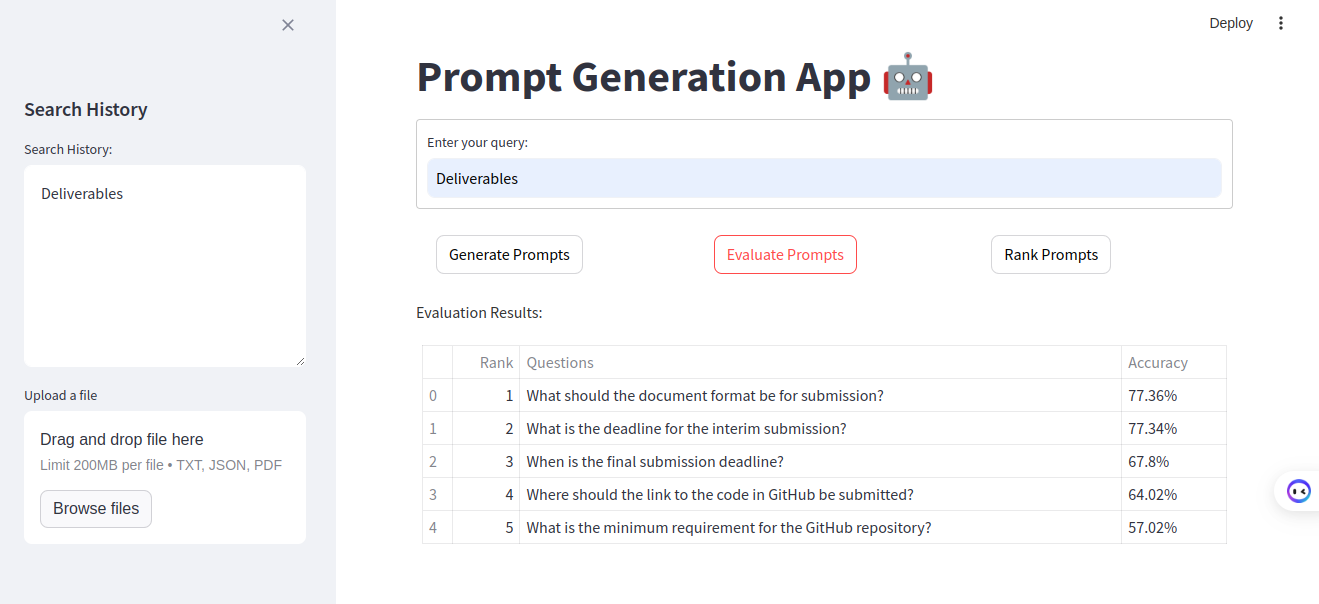 Deploy
Search History
Search History:
Deliverables
Upload a file
Drag and drop file here
Limit 200MB per file • TXT, JSON, PDF
Browse files
Prompt Generation App 🤖
Enter your query:
Deliverables
Generate Prompts Evaluate Prompts Rank Prompts
Evaluation Results:
Rank Questions Accuracy
0 1 What should the document format be for submission? 77.36%
1 2 What is the deadline for the interim submission? 77.34%
2 3 When is the final submission deadline? 67.8%
3 4 Where should the link to the code in GitHub be submitted? 64.02%
4 5 What is the minimum requirement for the GitHub repository? 57.02%